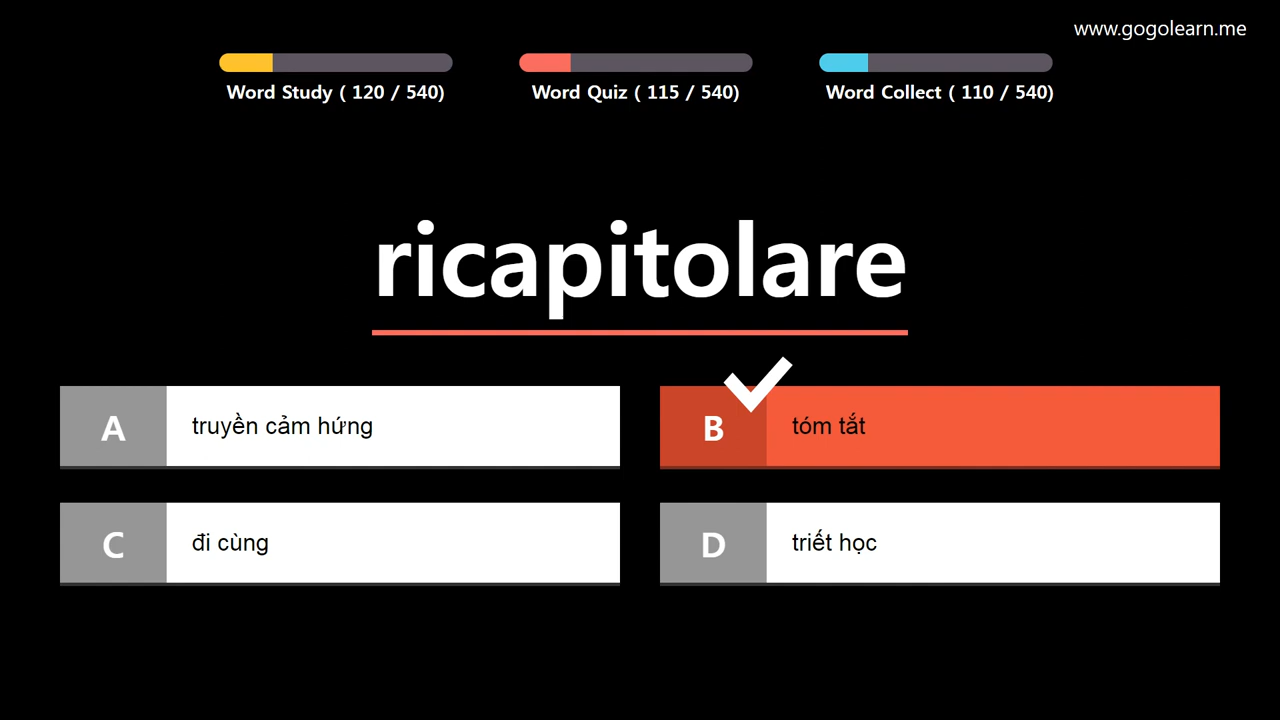 www.gogolearn.me
Word Study ( 120 / 540)
Word Quiz ( 115 / 540)
Word Collect ( 110 / 540)
ricapitolare
A truyền cảm hứng
B tóm tắt
C đi cùng
D triết học